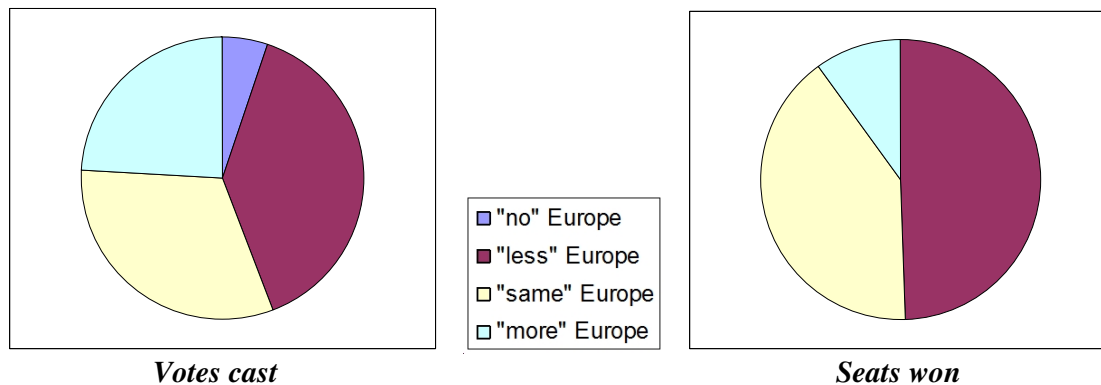 "no" Europe
"less" Europe
"same" Europe
"more" Europe
Votes cast
Seats won